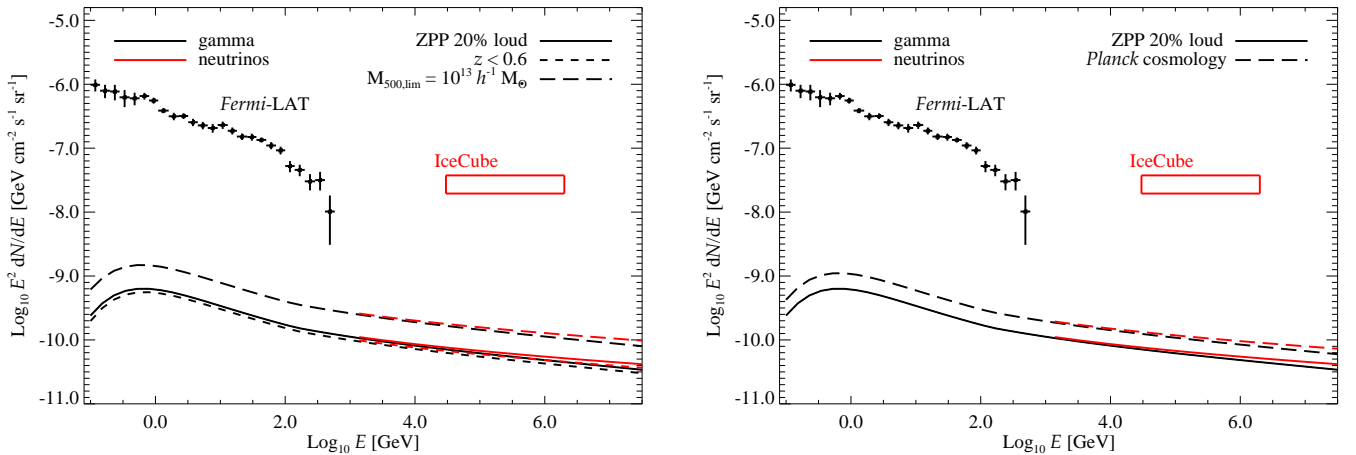 -5.0
gamma
ZPP 20% loud
neutrinos
z < 0.6
M500,lim = 10^13 h^-1 M⊙
-6.0
Fermi-LAT
-7.0
IceCube
-8.0
-9.0
-10.0
-11.0
Log10 E^2 dN/dE [GeV cm^-2 s^-1 sr^-1]
0.0 2.0 4.0 6.0
Log10 E [GeV]
-5.0
gamma
ZPP 20% loud
neutrinos
Planck cosmology
-6.0
Fermi-LAT
-7.0
IceCube
-8.0
-9.0
-10.0
-11.0
Log10 E^2 dN/dE [GeV cm^-2 s^-1 sr^-1]
0.0 2.0 4.0 6.0
Log10 E [GeV]